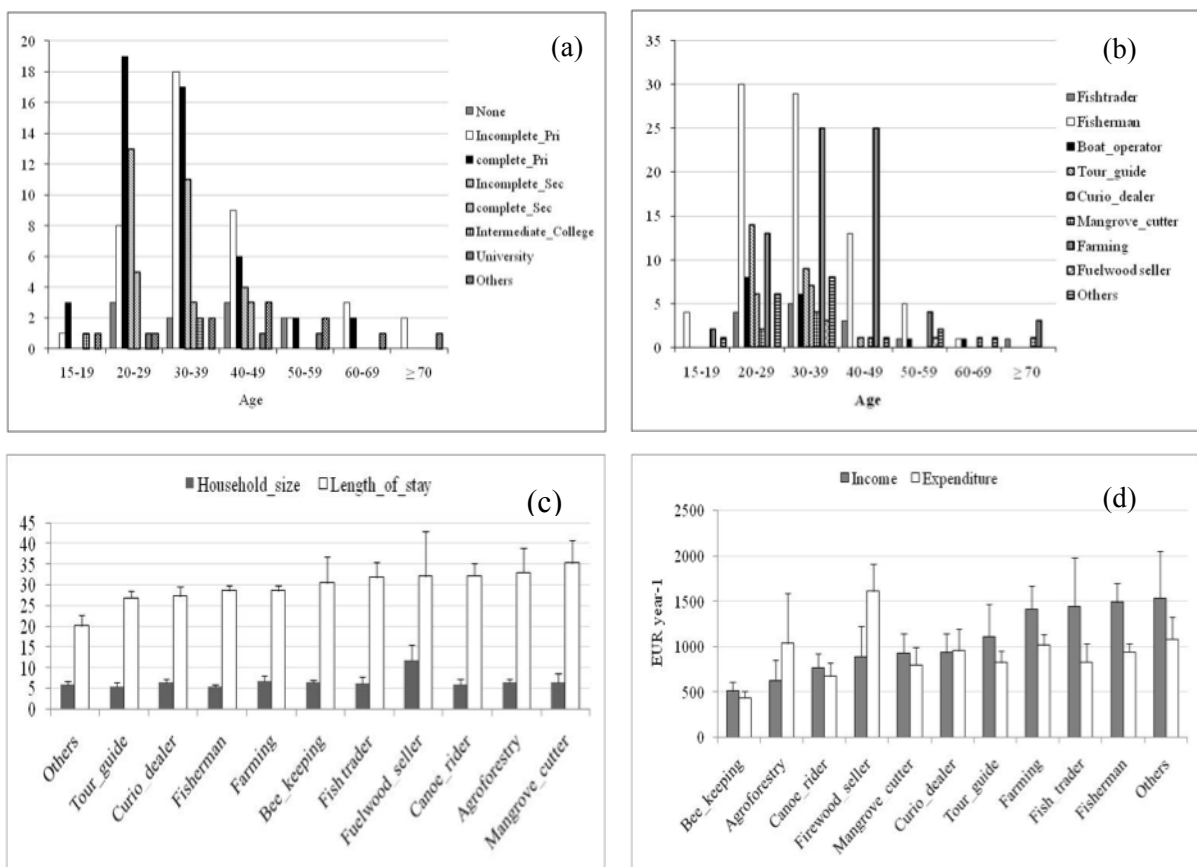 (a)
20
18
16
14
12
10
8
6
4
2
0
15-19 20-29 30-39 40-49 50-59 60-69 ≥ 70
Age
None
Incomplete_Pri
complete_Pri
Incomplete_Sec
complete_Sec
Intermediate_College
University
Others
(b)
35
30
25
20
15
10
5
0
15-19 20-29 30-39 40-49 50-59 60-69 ≥ 70
Age
Fishtrader
Fisherman
Boat_operator
Tour_guide
Curio_dealer
Mangrove_cutter
Farming
Fuelwood seller
Others
Household_size Length_of_stay
(c)
45
40
35
30
25
20
15
10
5
0
Others
Tour_guide
Curio_dealer
Fisherman
Farming
Bee_keeping
Fish trader
Fuelwood_seller
Canoe_rider
Agroforestry
Mangrove_cutter
Income Expenditure
(d)
EUR year-1
2500
2000
1500
1000
500
0
Bee_keeping
Agroforestry
Canoe_rider
Firewood_seller
Mangrove_cutter
Curio_dealer
Tour_guide
Farming
Fish_trader
Fisherman
Others